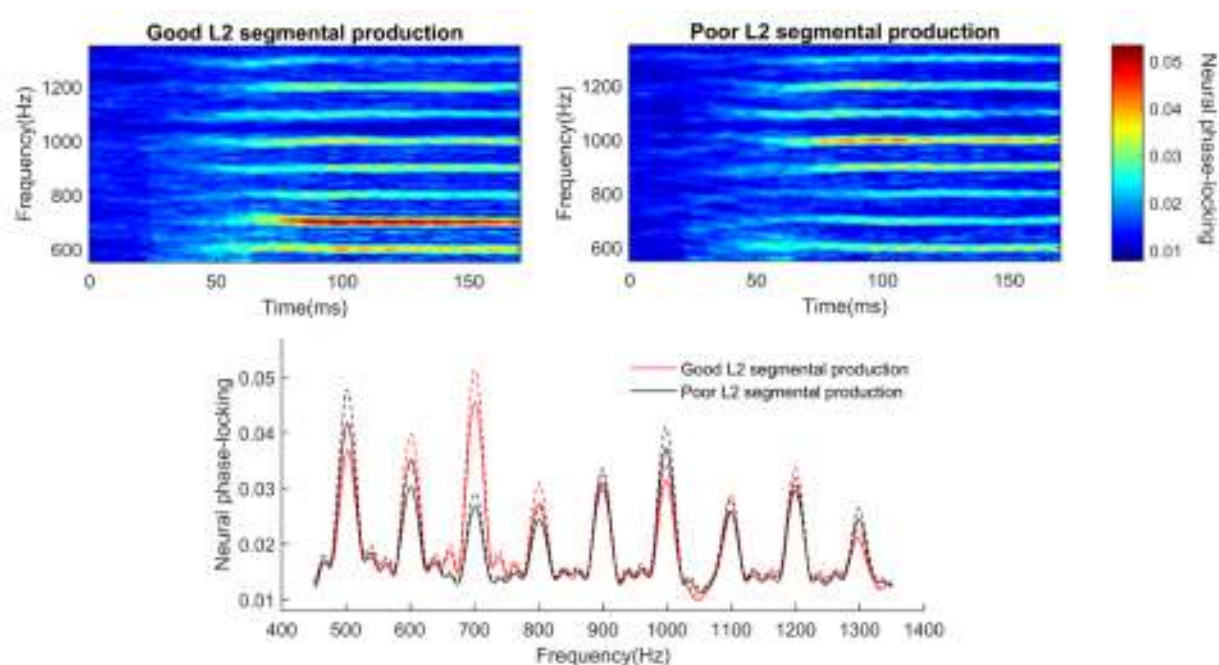 Good L2 segmental production
Poor L2 segmental production
Frequency(Hz)
1200
1000
800
600
0
50
100
150
Time(ms)
Frequency(Hz)
1200
1000
800
600
0
50
100
150
Time(ms)
0.05
0.04
0.03
0.02
0.01
Neural phase-locking
Neural phase-locking
0.05
0.04
0.03
0.02
0.01
Good L2 segmental production
Poor L2 segmental production
400 500 600 700 800 900 1000 1100 1200 1300 1400
Frequency(Hz)